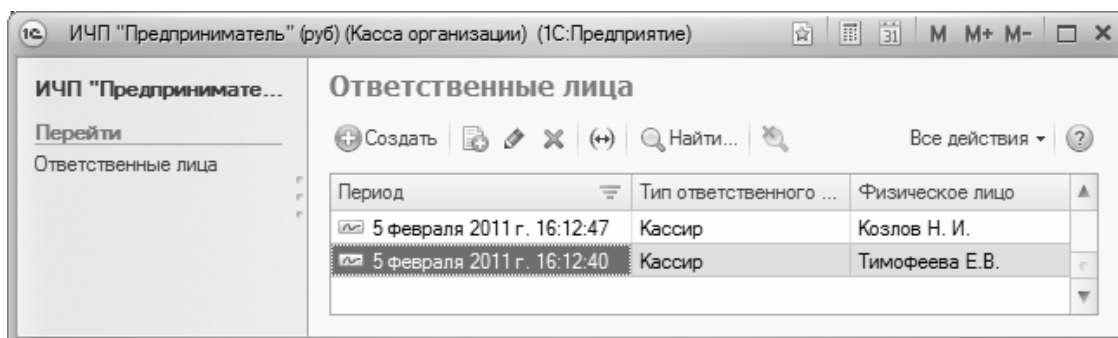 1С ИЧП "Предприниматель" (руб) (Касса организации) (1С:Предприятие) 31 M M+ M-
ИЧП "Предпринимате...
Перейти
Ответственные лица
Ответственные лица
Создать Найти... Все действия ?
Период Тип ответственного ... Физическое лицо
5 февраля 2011 г. 16:12:47 Кассир Козлов Н. И.
5 февраля 2011 г. 16:12:40 Кассир Тимофеева Е.В.